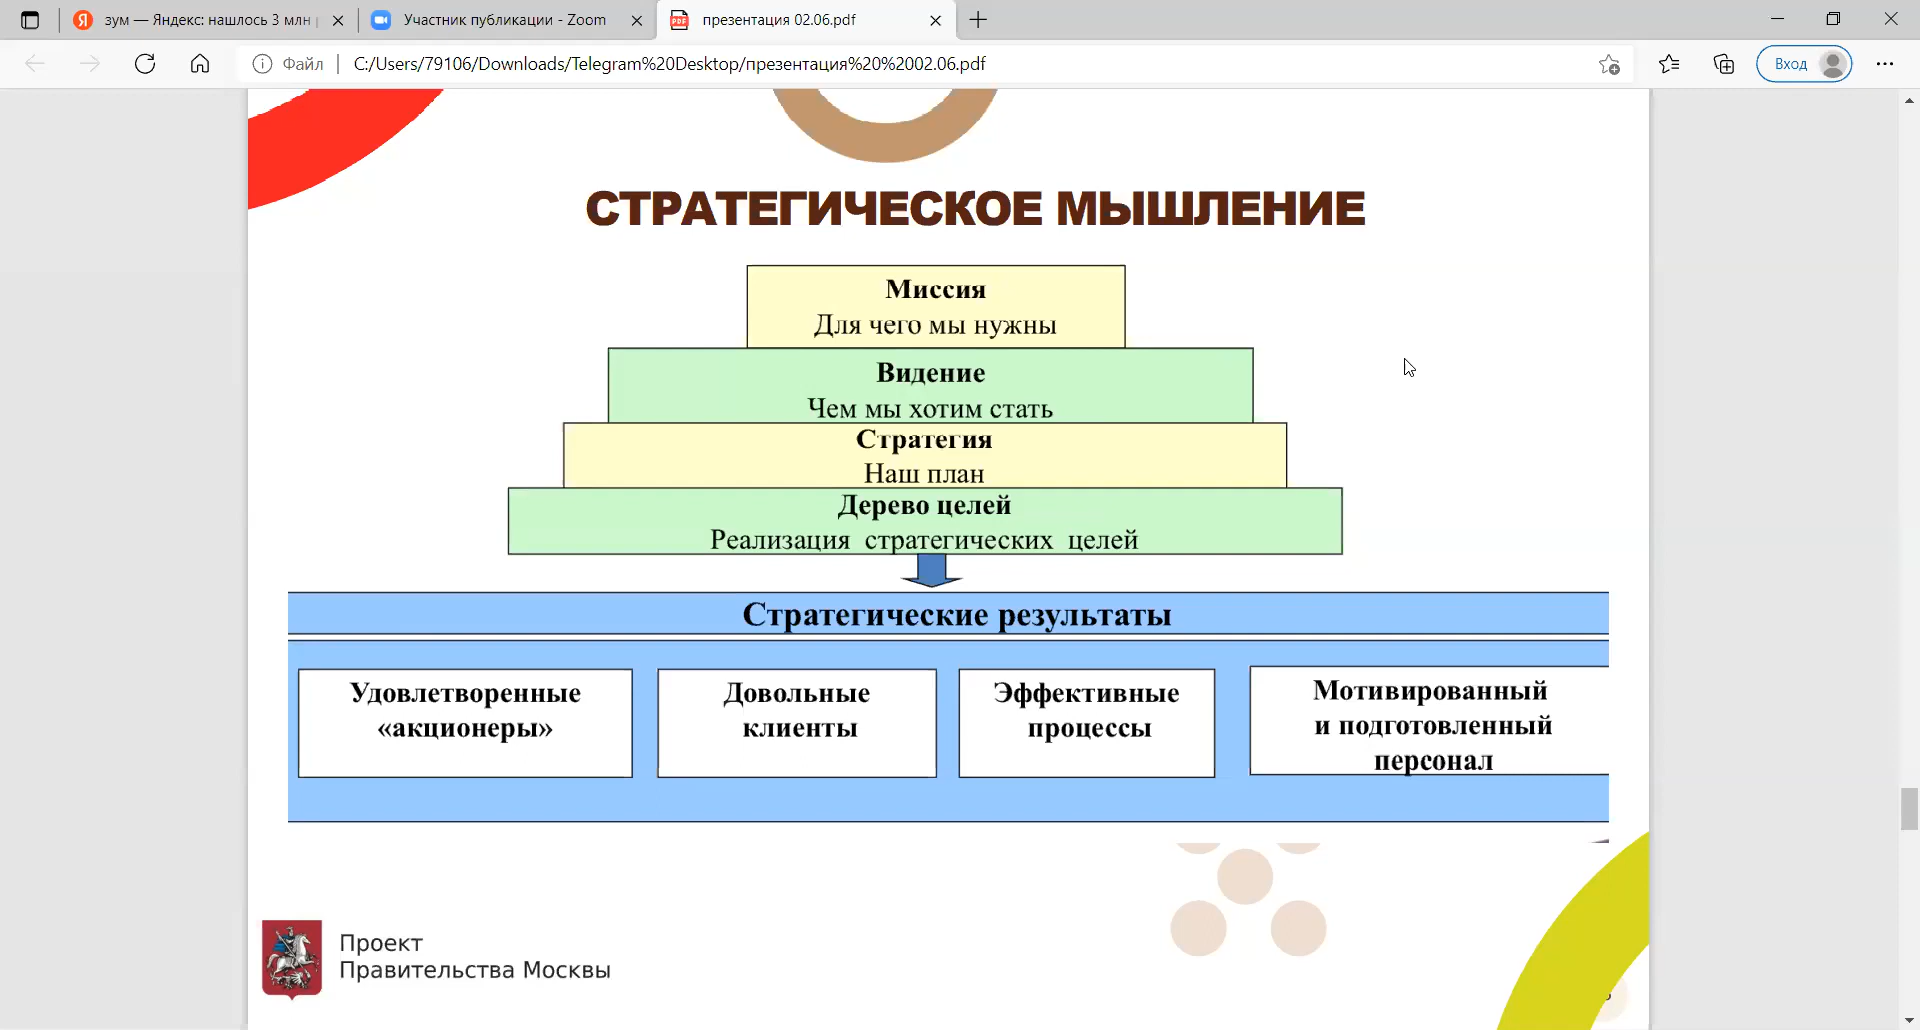 зум — Яндекс: нашлось 3 млн
Участник публикации - Zoom
презентация 02.06.pdf
Файл
C:/Users/79106/Downloads/Telegram%20Desktop/презентация%20%2002.06.pdf
Вход
СТРАТЕГИЧЕСКОЕ МЫШЛЕНИЕ
Миссия
Для чего мы нужны
Видение
Чем мы хотим стать
Стратегия
Наш план
Дерево целей
Реализация стратегических целей
Стратегические результаты
Удовлетворенные
«акционеры»
Довольные
клиенты
Эффективные
процессы
Мотивированный
и подготовленный
персонал
Проект
Правительства Москвы